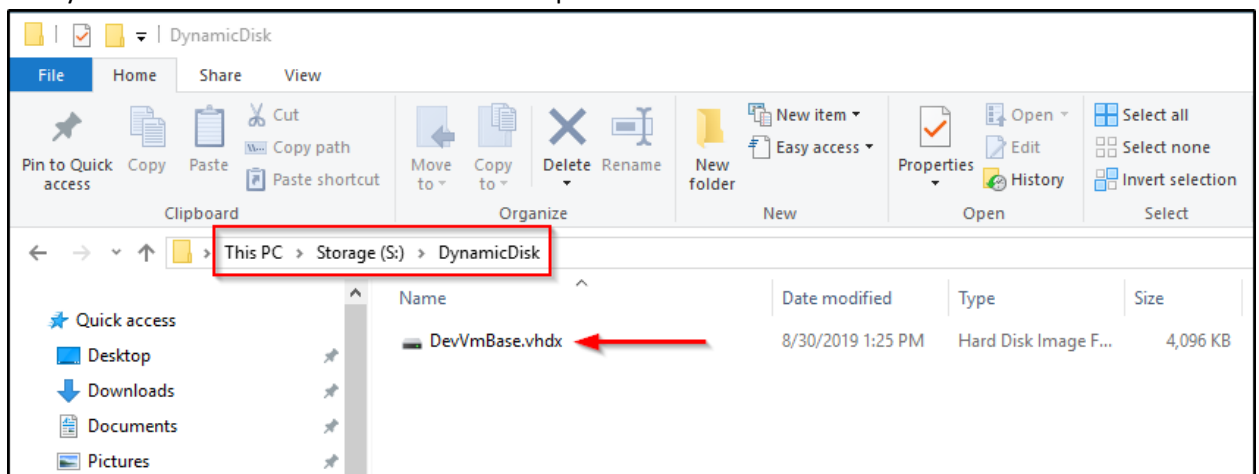 DynamicDisk
File Home Share View
Pin to Quick access
Copy
Paste
Cut
Copy path
Paste shortcut
Clipboard
Move to
Copy to
Delete
Rename
Organize
New folder
New item
Easy access
New
Properties
Open
Edit
History
Open
Select all
Select none
Invert selection
Select
This PC > Storage (S:) > DynamicDisk
Name Date modified Type Size
DevVmBase.vhdx 8/30/2019 1:25 PM Hard Disk Image F... 4,096 KB
Quick access
Desktop
Downloads
Documents
Pictures